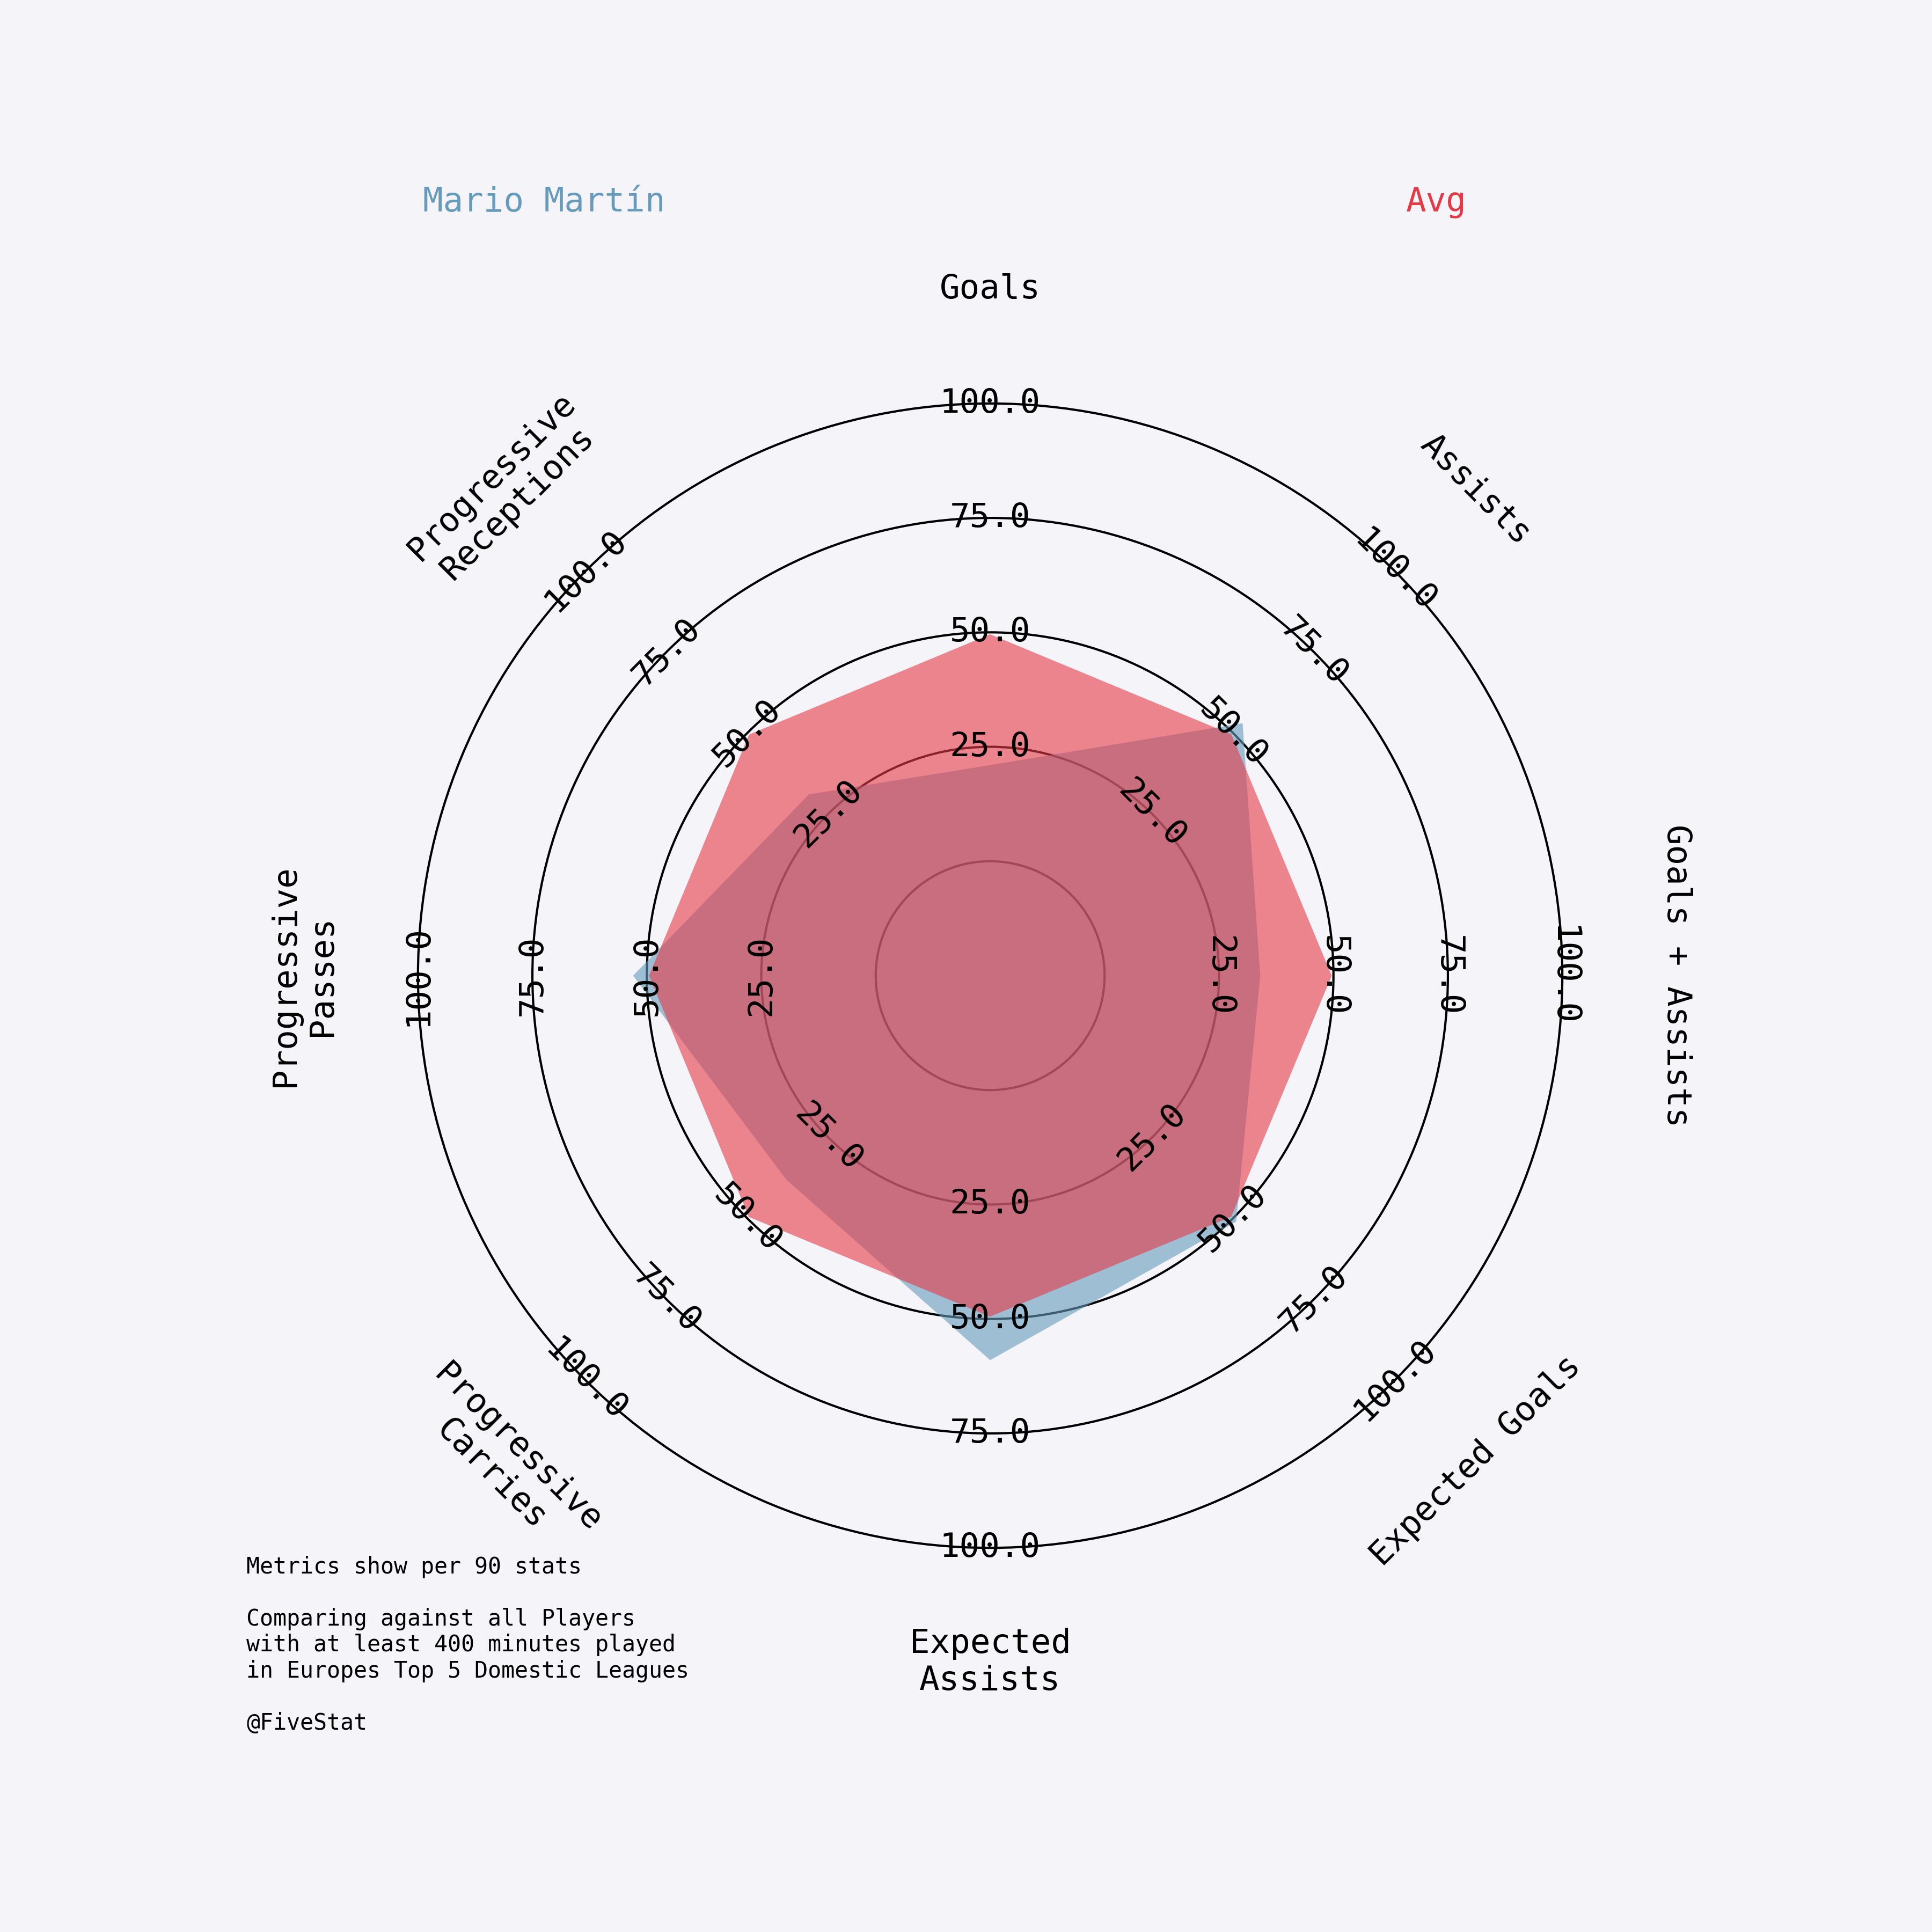 Mario Martín
Avg
Goals
Assists
Goals + Assists
Expected Goals
Expected
Assists
Progressive
Carries
Progressive
Passes
Progressive
Receptions
25.0
50.0
75.0
100.0
25.0
50.0
75.0
100.0
25.0
50.0
75.0
100.0
25.0
50.0
75.0
100.0
25.0
50.0
75.0
100.0
25.0
50.0
75.0
100.0
25.0
50.0
75.0
100.0
25.0
50.0
75.0
100.0
Metrics show per 90 stats
Comparing against all Players
with at least 400 minutes played
in Europes Top 5 Domestic Leagues
@FiveStat